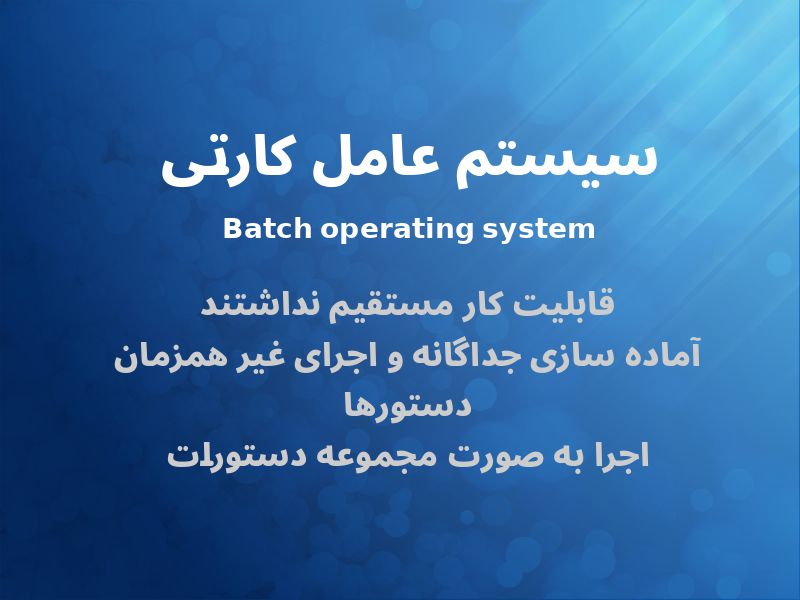 سیستم عامل کارتی
Batch operating system
قابلیت کار مستقیم نداشتند
آماده سازی جداگانه و اجرای غیر همزمان
دستورها
اجرا به صورت مجموعه دستورات